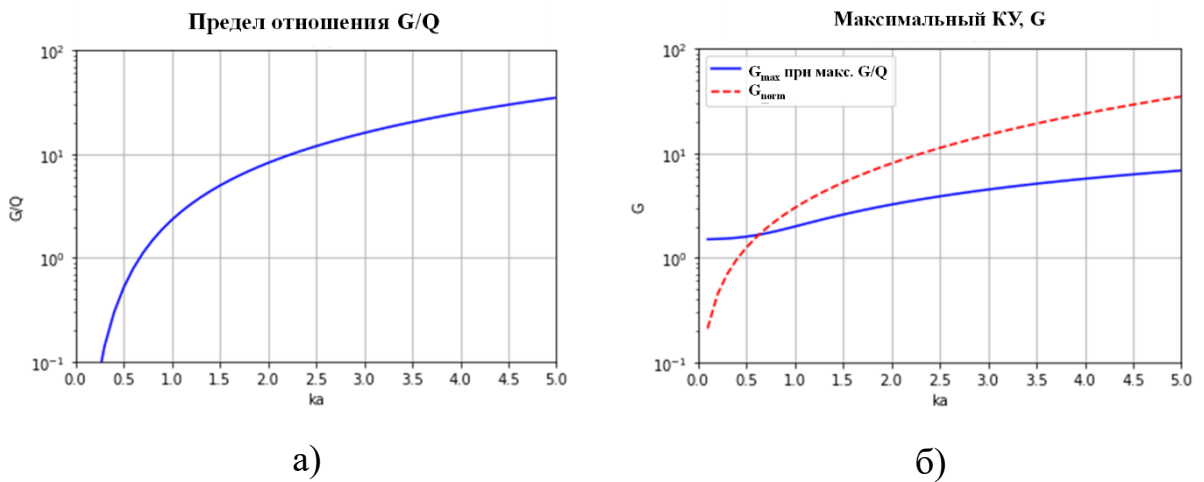 Предел отношения G/Q
10²
10¹
10⁰
10⁻¹
G/Q
0.0 0.5 1.0 1.5 2.0 2.5 3.0 3.5 4.0 4.5 5.0
ka
а)
Максимальный КУ, G
G_max при макс. G/Q
G_norm
10²
10¹
10⁰
10⁻¹
G
0.0 0.5 1.0 1.5 2.0 2.5 3.0 3.5 4.0 4.5 5.0
ka
б)